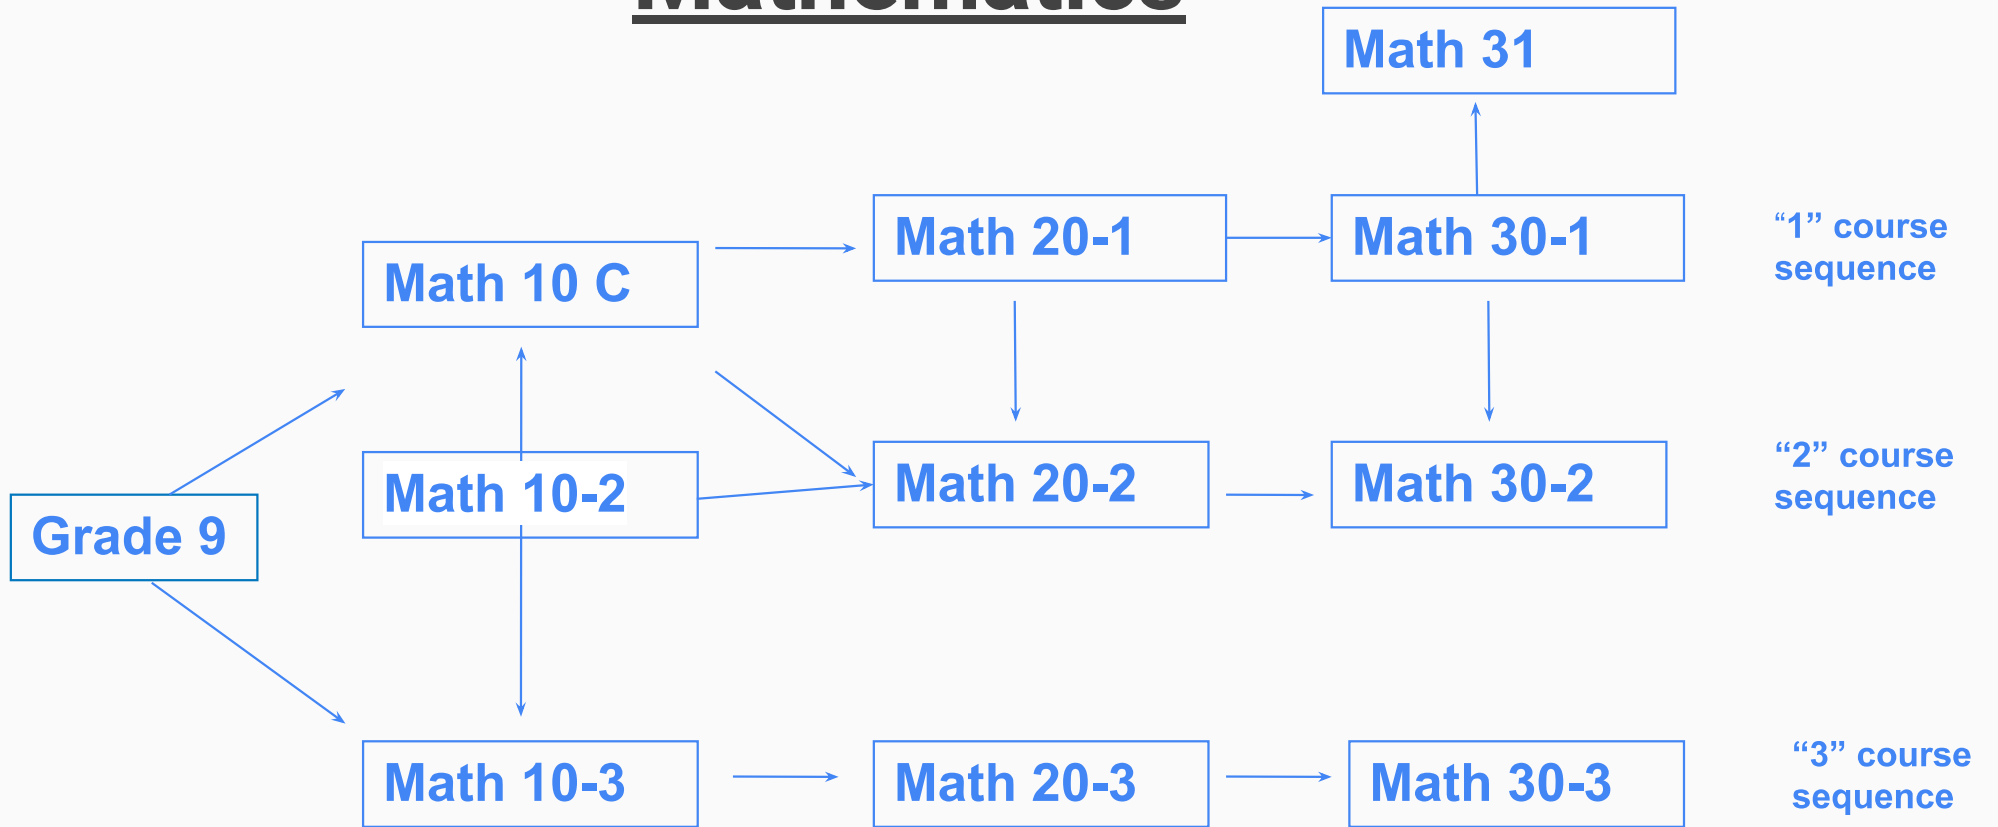 Mathematics
Math 31
Math 20-1
Math 30-1
“1” course
sequence
Math 10 C
Math 10-2
Math 20-2
Math 30-2
“2” course
sequence
Grade 9
Math 10-3
Math 20-3
Math 30-3
“3” course
sequence